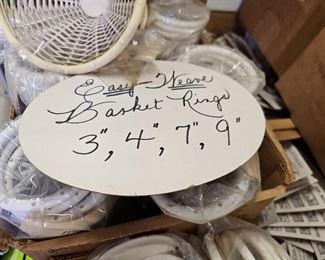 Easy-Weave
Basket Rings
3", 4", 7", 9"